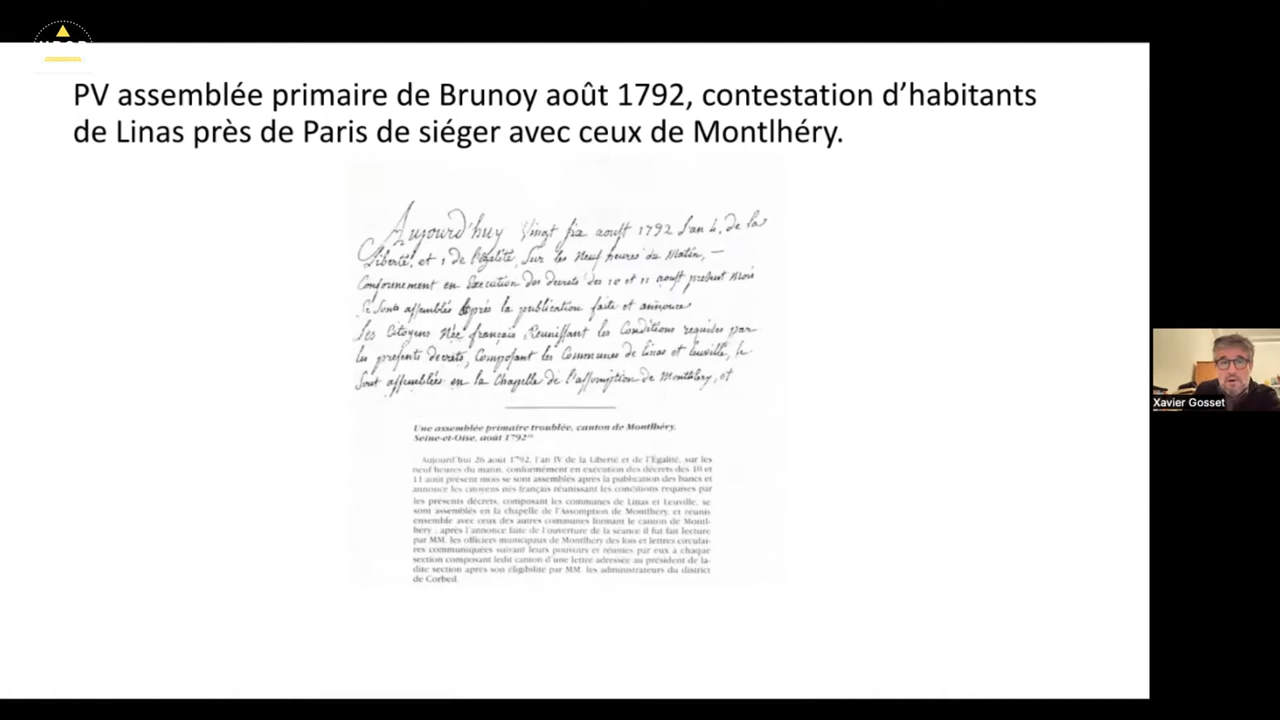 PV assemblée primaire de Brunoy août 1792, contestation d’habitants
de Linas près de Paris de siéger avec ceux de Montlhéry.
Aujourd'huy Vingt six aoust 1792 l'an 4. de la
Liberté, et 1 de l'égalité, Sur les Neuf heures du Matin, —
Conformement en Execution des decrets des 10 et 11 aoust present mois
Se Sont assemblés après la publication faite et annonce
Les Citoyens Née français Reunissant les Conditions requises par
les presents decrets, Composant les Communes de linas et leuville, se
Sont assemblées en la Chapelle de l'assomption de Monthlery, et
Une assemblée primaire troublée, canton de Montlhéry,
Seine-et-Oise, août 1792
Aujourd'hui 26 août 1792, l'an IV de la Liberté et de l'Égalité, sur les
neuf heures du matin, conformément en exécution des décrets des 10 et
11 août présent mois se sont assemblés après la publication des bancs et
annonce les citoyens nés français réunissant les conditions requises par
les présents décrets, composant les communes de Linas et Leuville, se
sont assemblés en la chapelle de l'Assomption de Montlhéry, et réunis
ensemble avec ceux des autres communes formant le canton de Montl-
héry ; après l'annonce faite de l'ouverture de la séance il fut fait lecture
par MM. les officiers municipaux de Montlhéry des lois et lettres circulai-
res communiquées suivant leurs pouvoirs et réunies par eux à chaque
section composant ledit canton d'une lettre adressée au président de la-
dite section après son éligibilité par MM. les administrateurs du district
de Corbeil.
Xavier Gosset